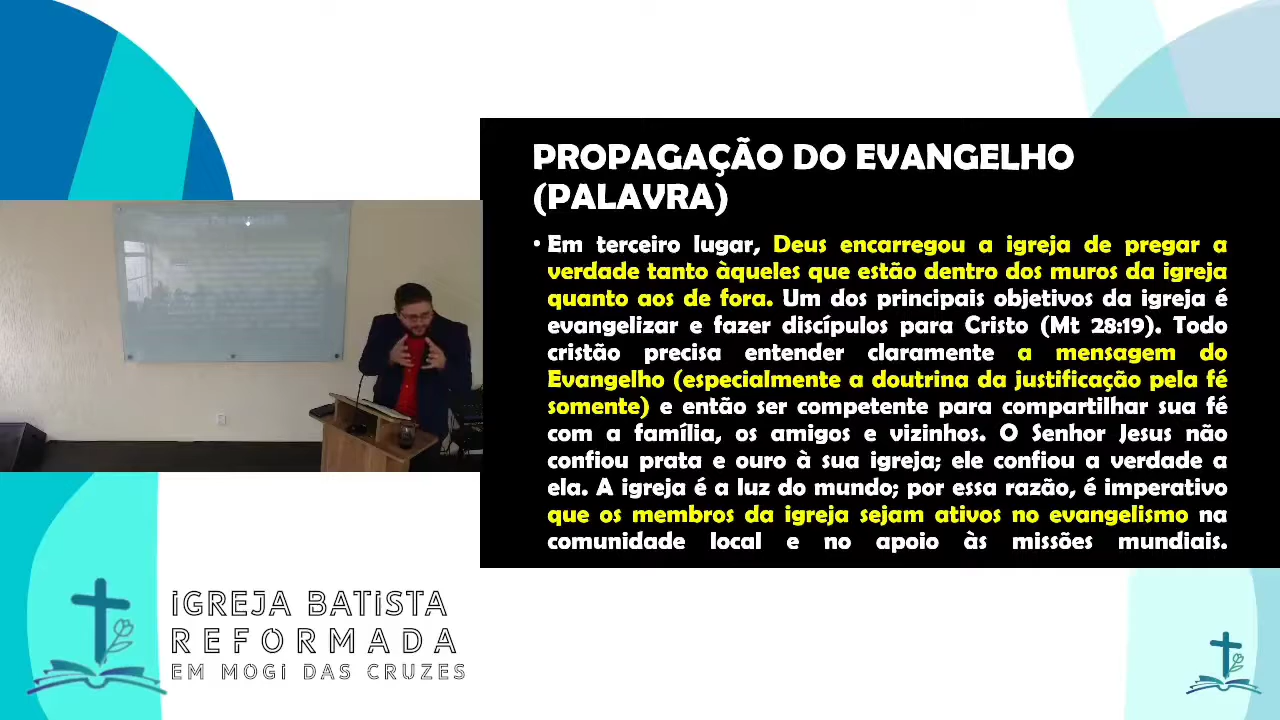 PROPAGAÇÃO DO EVANGELHO
(PALAVRA)
• Em terceiro lugar, Deus encarregou a igreja de pregar a
verdade tanto àqueles que estão dentro dos muros da igreja
quanto aos de fora. Um dos principais objetivos da igreja é
evangelizar e fazer discípulos para Cristo (Mt 28:19). Todo
cristão precisa entender claramente a mensagem do
Evangelho (especialmente a doutrina da justificação pela fé
somente) e então ser competente para compartilhar sua fé
com a família, os amigos e vizinhos. O Senhor Jesus não
confiou prata e ouro à sua igreja; ele confiou a verdade a
ela. A igreja é a luz do mundo; por essa razão, é imperativo
que os membros da igreja sejam ativos no evangelismo na
comunidade local e no apoio às missões mundiais.
iGREJA BATiSTA
REFORMADA
EM MOGi DAS CRUZES